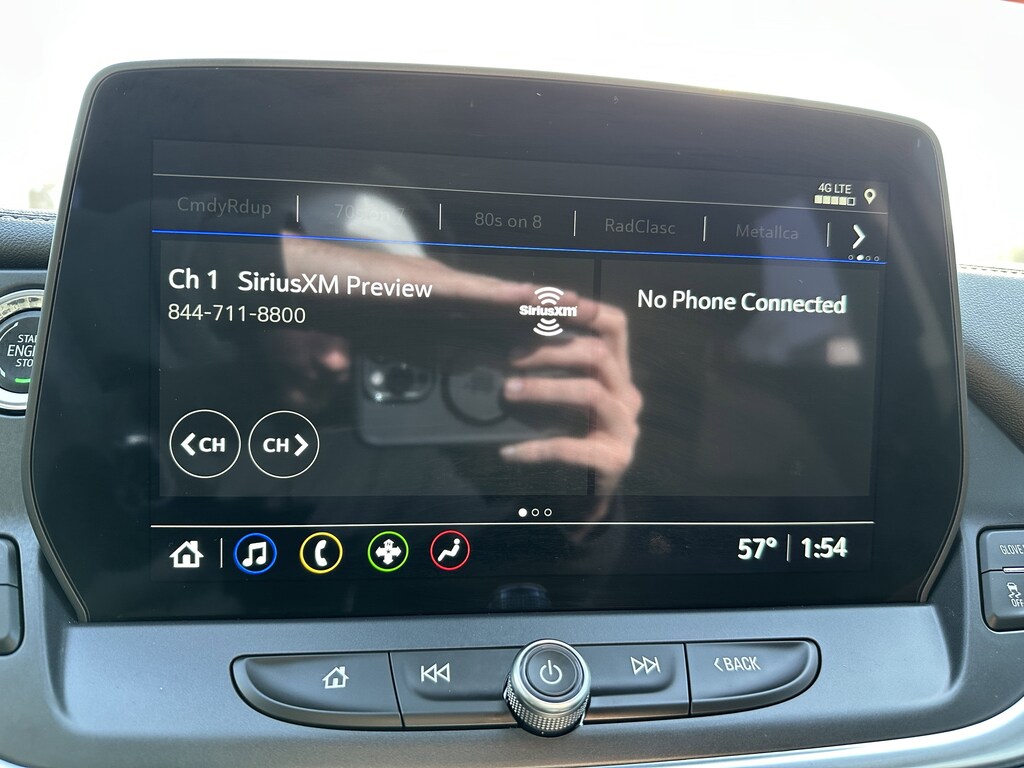 4G LTE
CmdyRdup
80s on 8
RadClasc
Metallca
Ch 1 SiriusXM Preview
844-711-8800
SiriusXM
No Phone Connected
CH
CH
57° 1:54
BACK
OFF